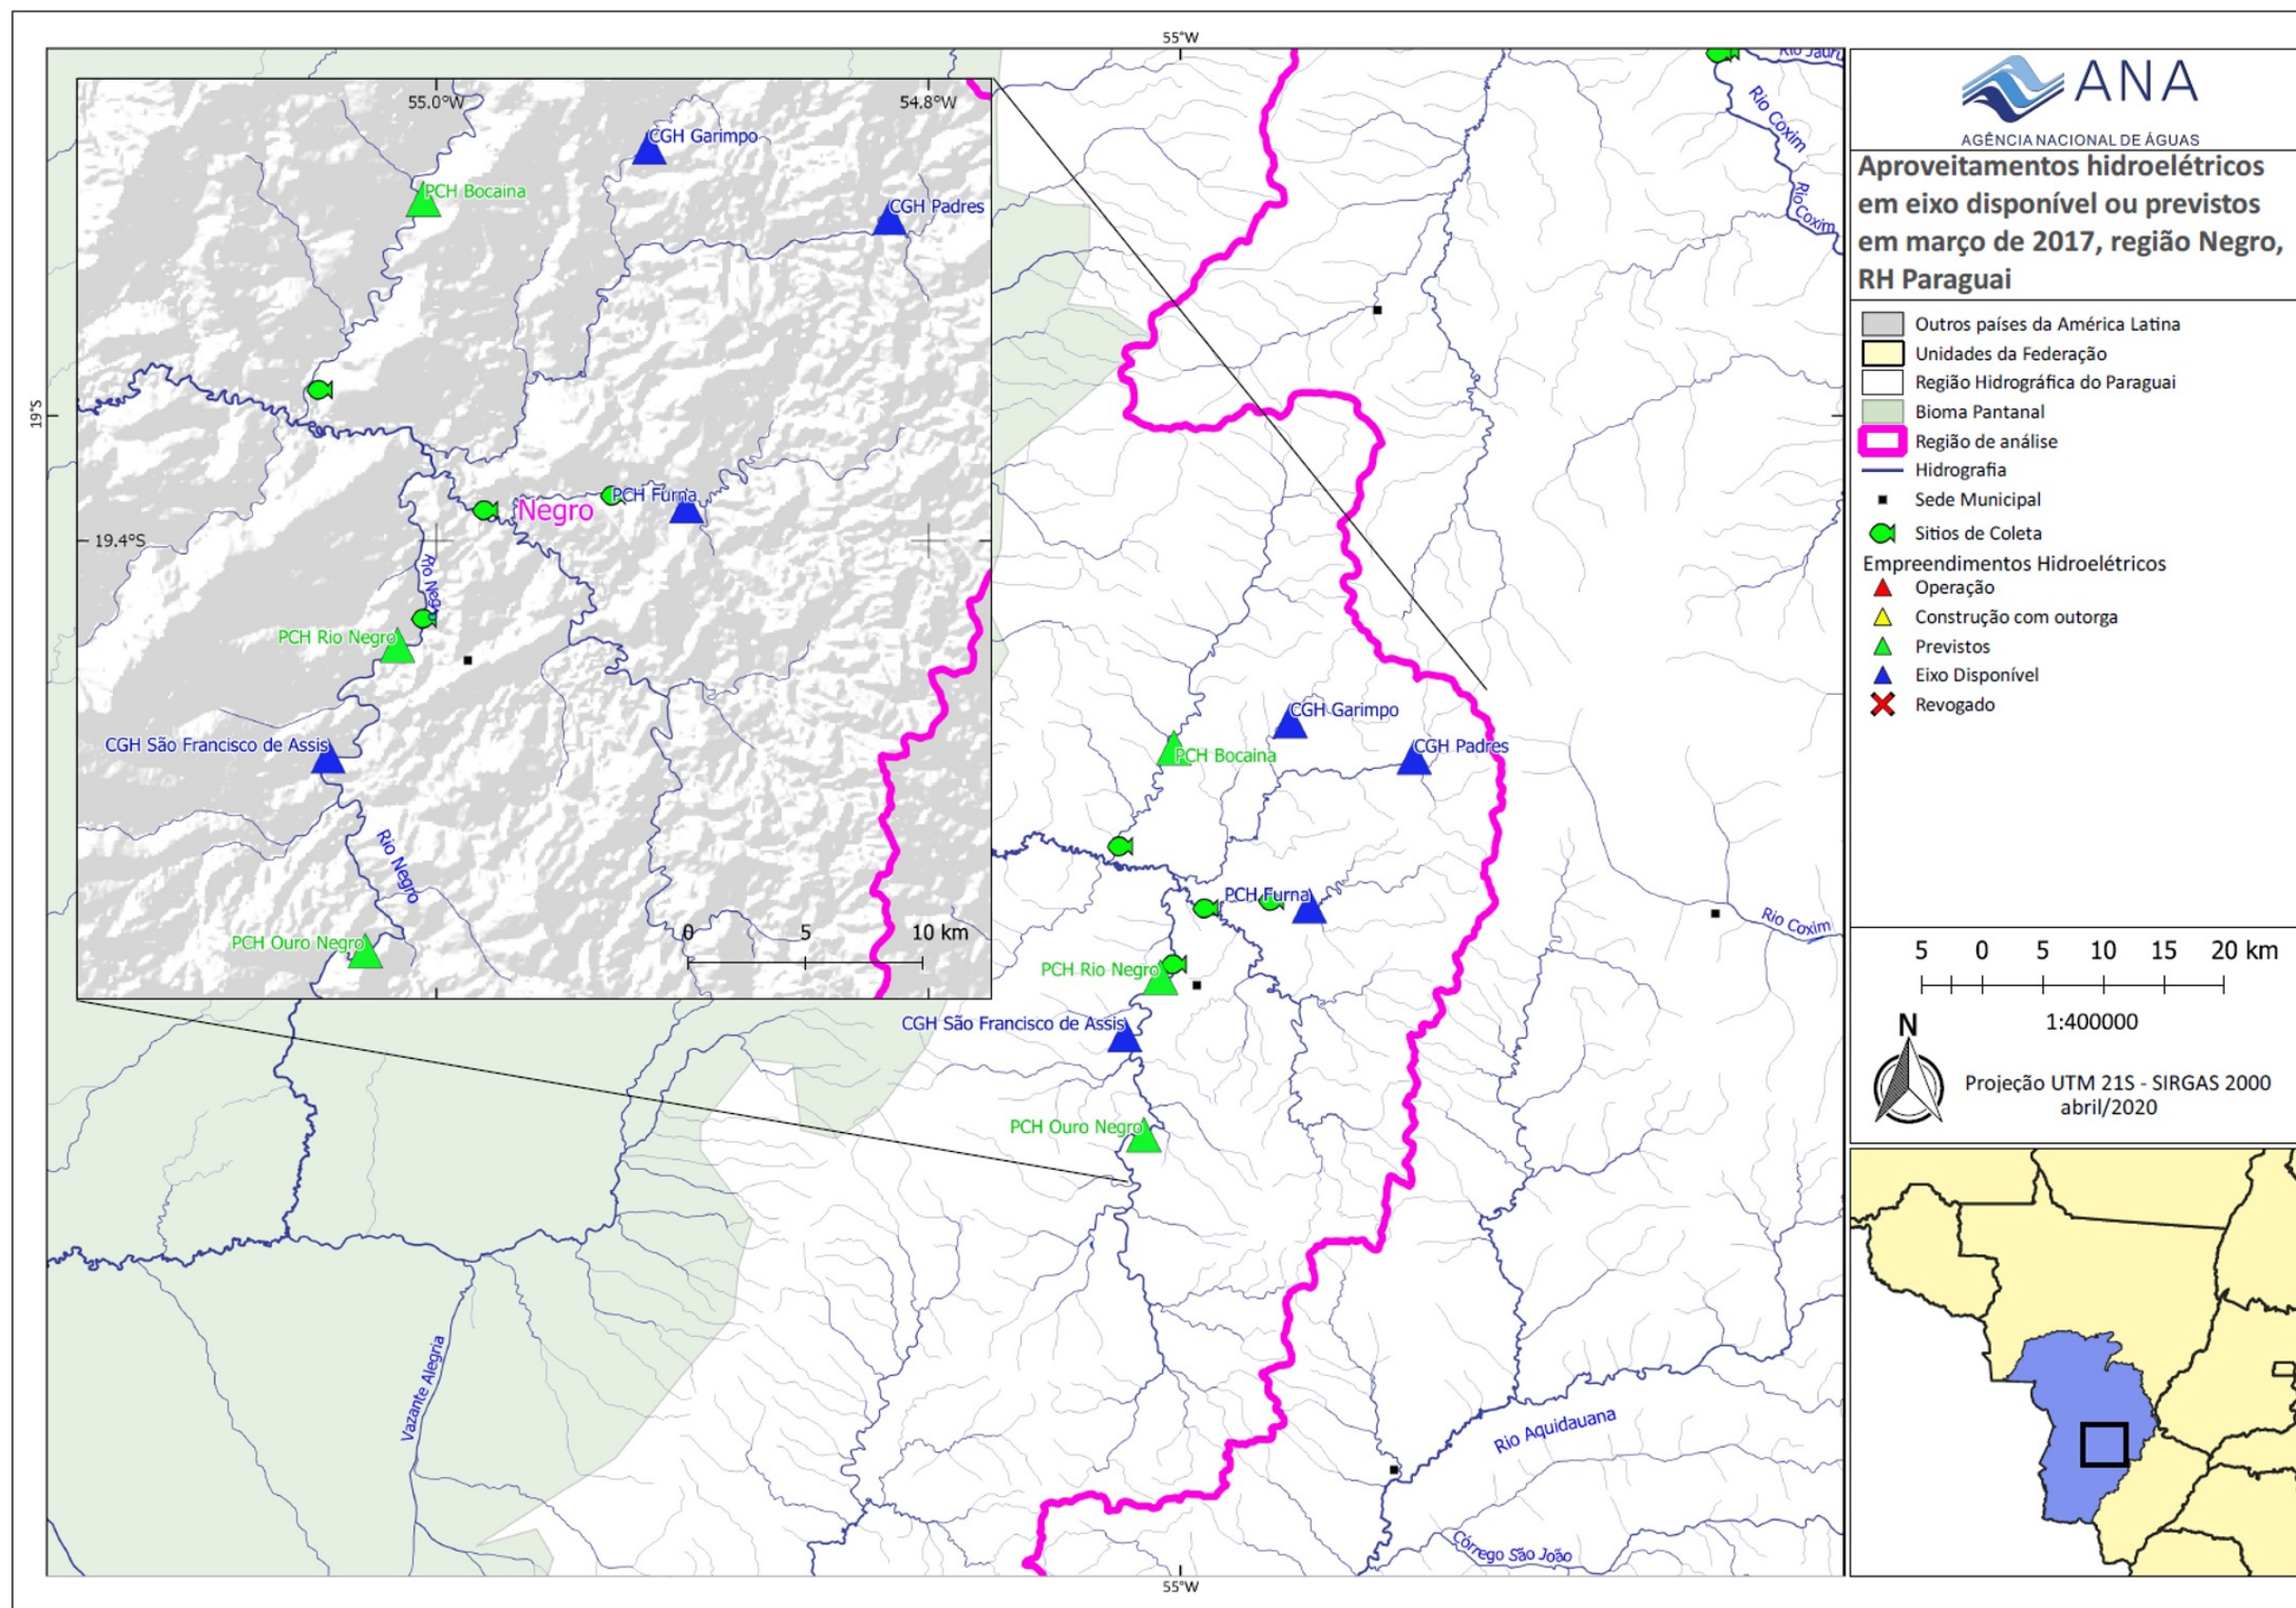 55°W
55.0°W
54.8°W
CGH Garimpo
PCH Bocaina
CGH Padres
19°S
PCH Furna
Negro
19.4°S
Rio Negro
PCH Rio Negro
CGH São Francisco de Assis
Rio Negro
PCH Ouro Negro
0 5 10 km
Rio Jauru
Rio Coxim
Rio Coxim
CGH Garimpo
CGH Padres
PCH Bocaina
PCH Furna
Rio Coxim
PCH Rio Negro
CGH São Francisco de Assis
PCH Ouro Negro
Vazante Alegria
Rio Aquidauana
Córrego São João
55°W
ANA
AGÊNCIA NACIONAL DE ÁGUAS
Aproveitamentos hidroelétricos
em eixo disponível ou previstos
em março de 2017, região Negro,
RH Paraguai
Outros países da América Latina
Unidades da Federação
Região Hidrográfica do Paraguai
Bioma Pantanal
Região de análise
Hidrografia
Sede Municipal
Sitios de Coleta
Empreendimentos Hidroelétricos
Operação
Construção com outorga
Previstos
Eixo Disponível
Revogado
5 0 5 10 15 20 km
1:400000
N
Projeção UTM 21S - SIRGAS 2000
abril/2020